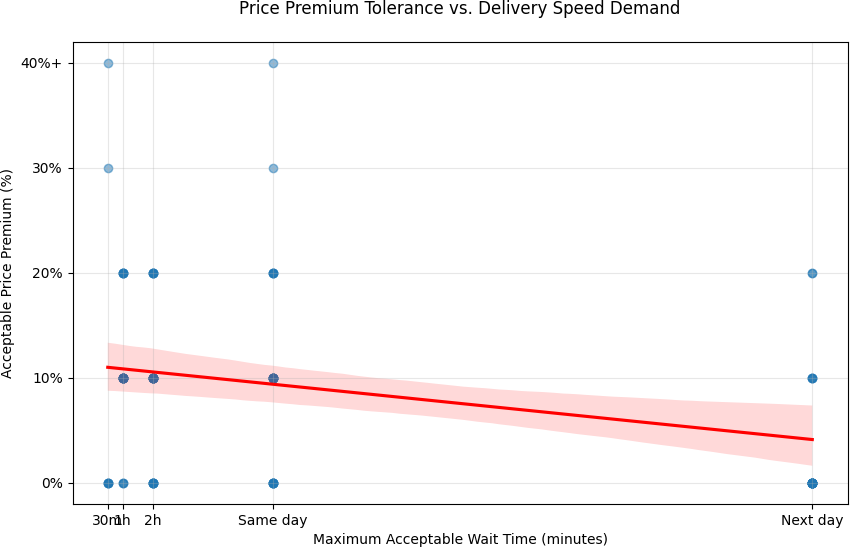 Price Premium Tolerance vs. Delivery Speed Demand
Acceptable Price Premium (%)
40%+
30%
20%
10%
0%
30m 1h 2h Same day Next day
Maximum Acceptable Wait Time (minutes)